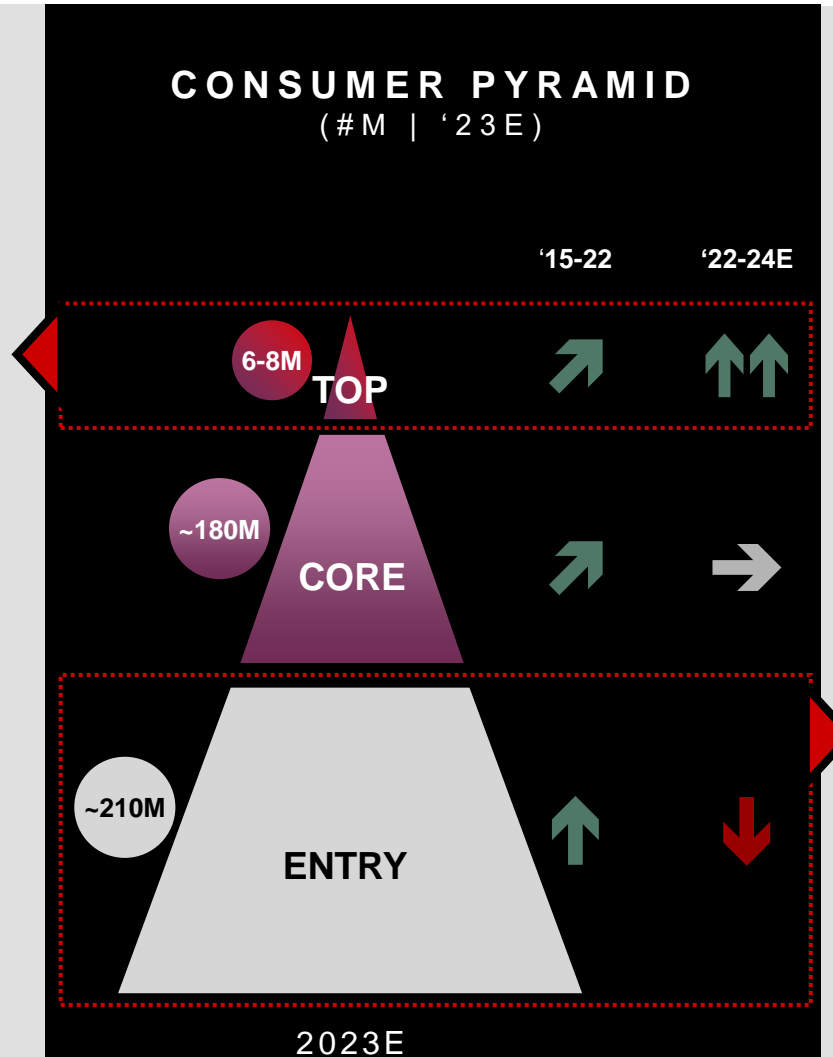 CONSUMER PYRAMID
(#M | ‘23E)
‘15-22
‘22-24E
6-8M
TOP
~180M
CORE
~210M
ENTRY
2023E